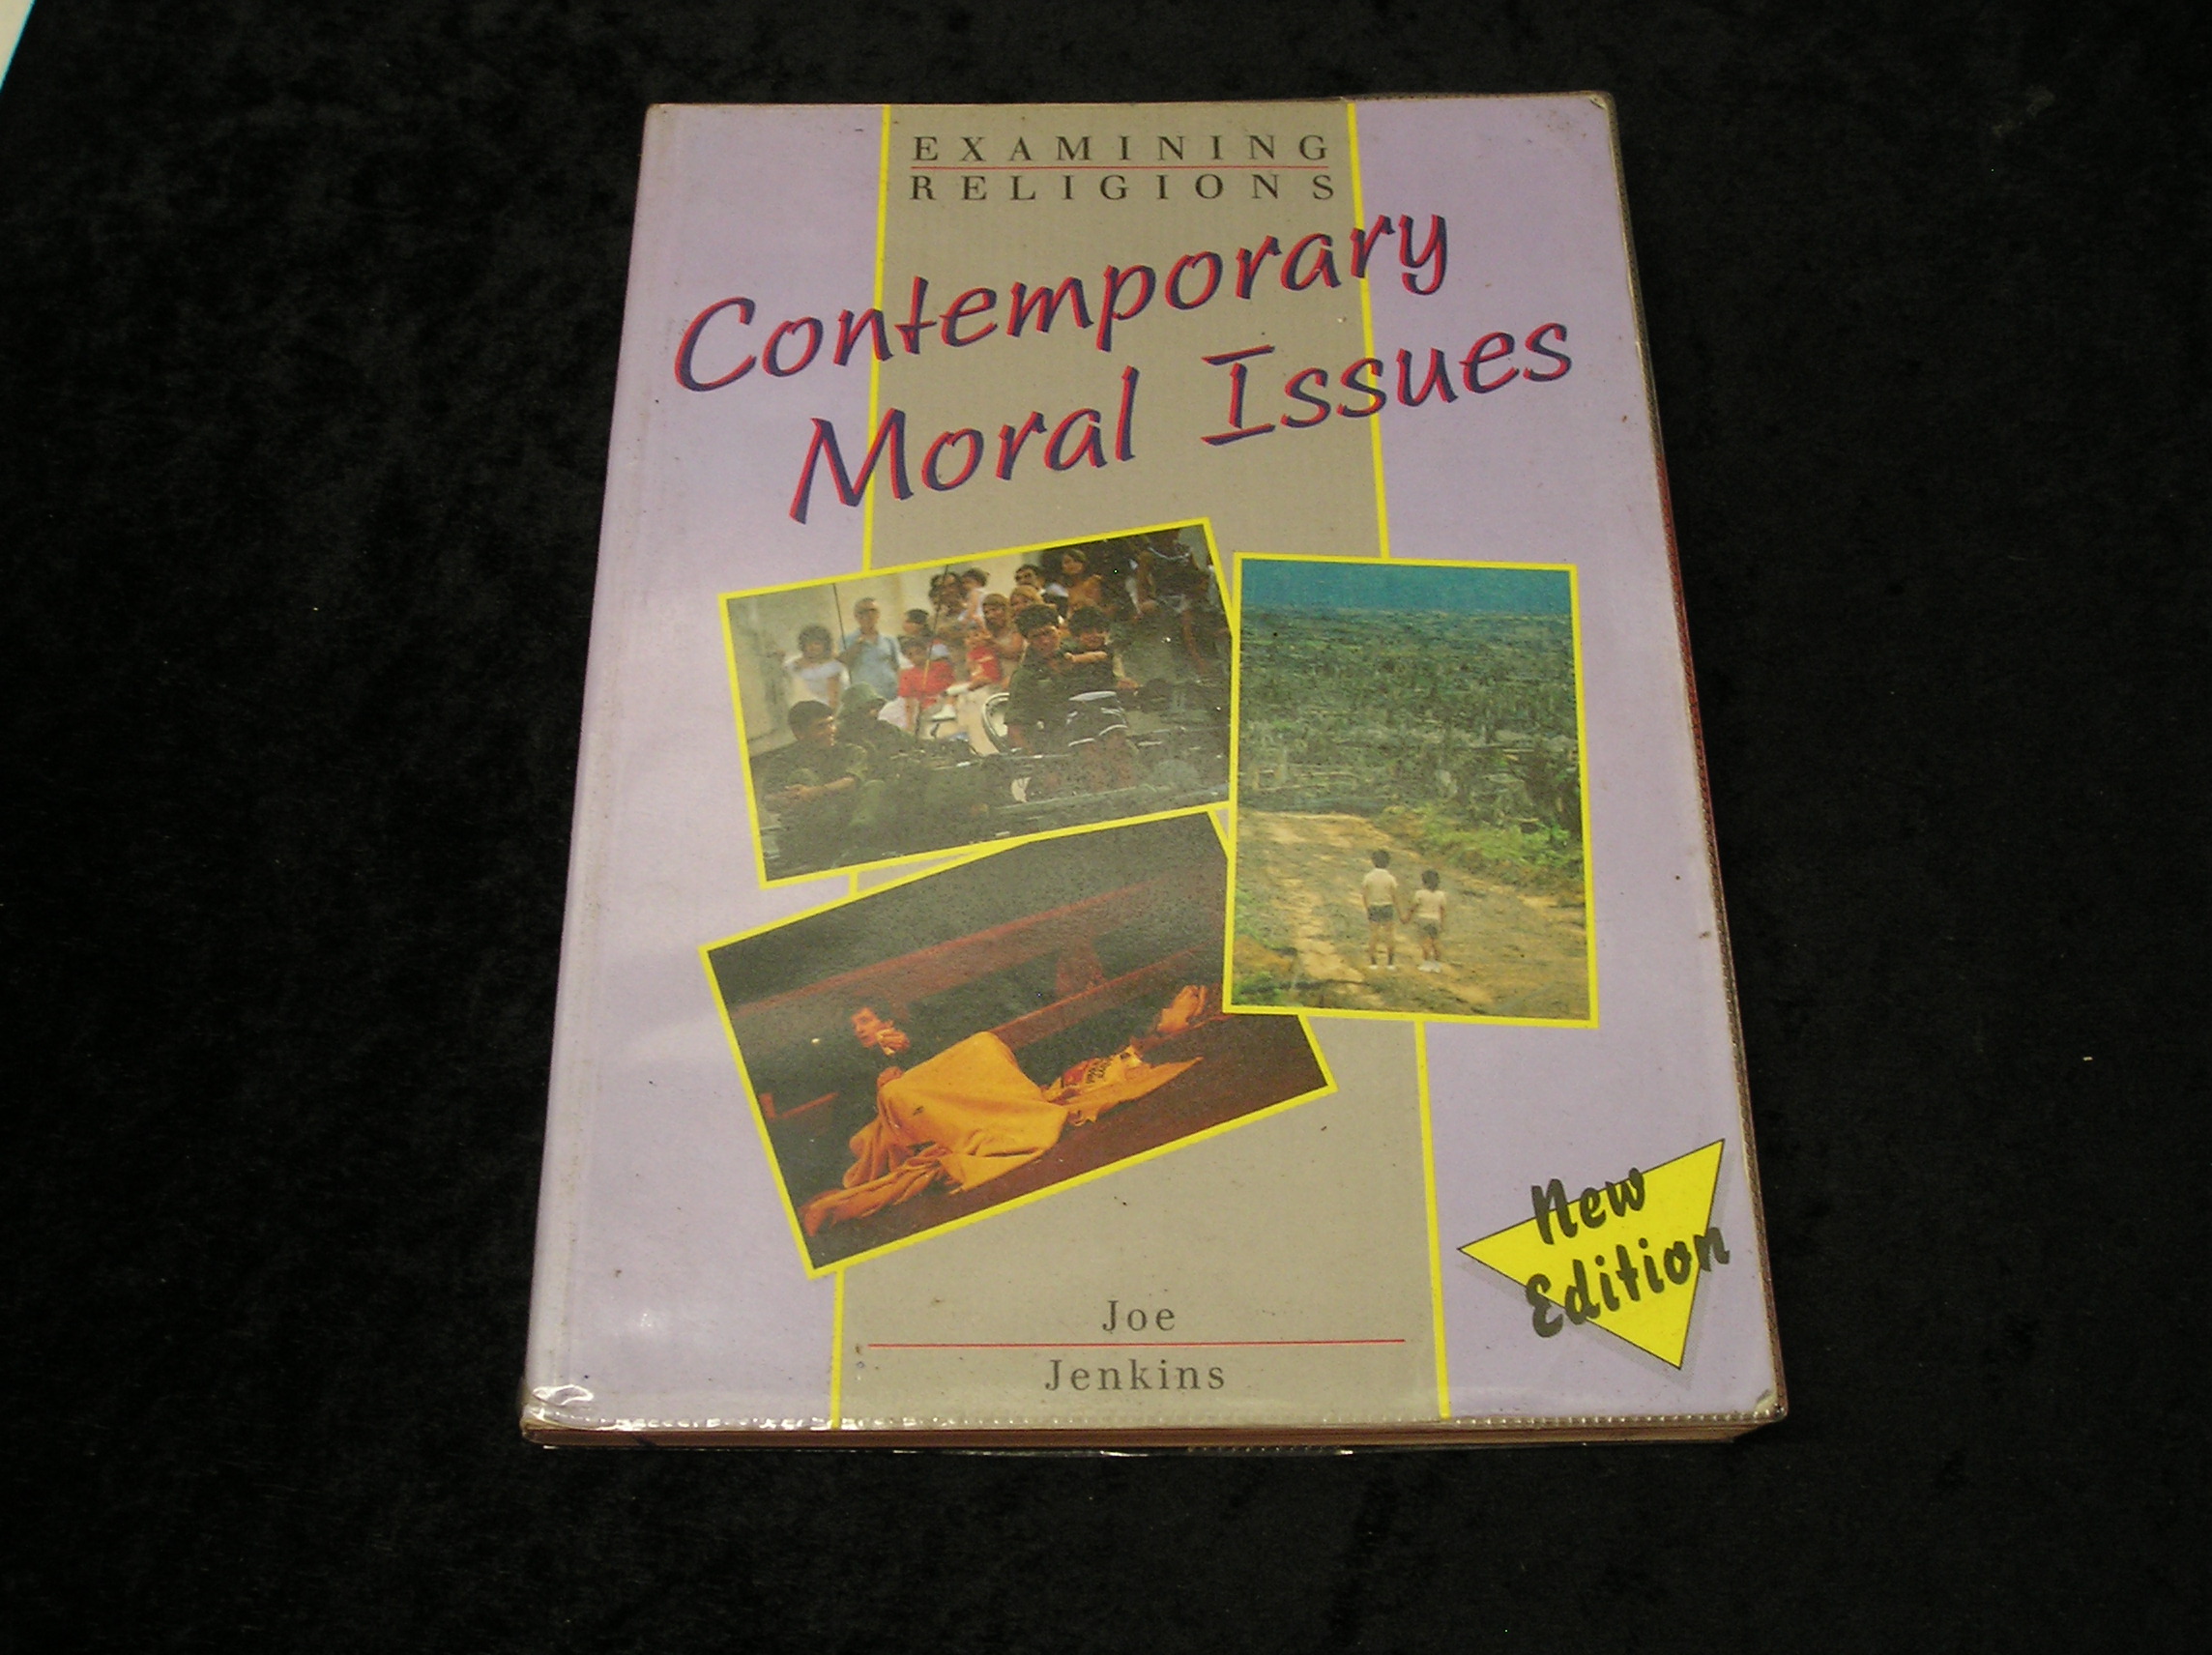 EXAMINING
RELIGIONS
Contemporary
Moral Issues
New
Edition
Joe
Jenkins